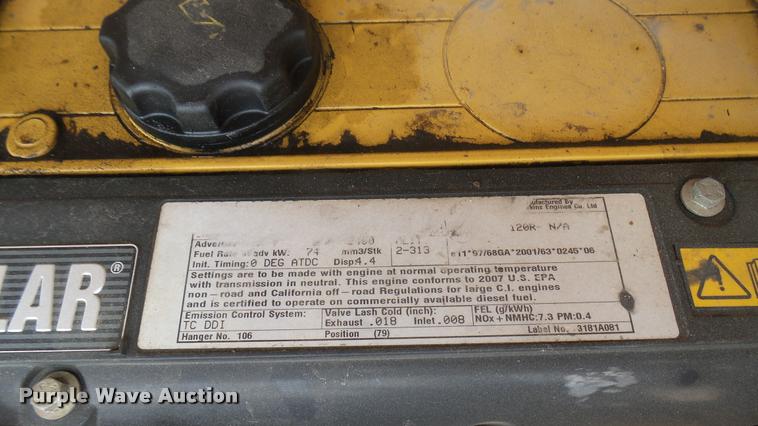 nufactured by
kins Engines Co. Ltd
120R- N/A
Fuel Rate adv kW: 74 mm3/Stk 2-313 e11*97/68GA*2001/63*0245*06
Init. Timing: 0 DEG ATDC Disp4.4
Settings are to be made with engine at normal operating temperature
with transmission in neutral. This engine conforms to 2007 U.S. EPA
non-road and California off-road Regulations for large C.I. engines
and is certified to operate on commercially available diesel fuel.
Emission Control System: Valve Lash Cold (inch): FEL (g/kWh)
TC DDI Exhaust .018 Inlet .008 NOx + NMHC:7.3 PM:0.4
Hanger No. 106 Position (79) Label No. 3181A081
LAR®
Purple Wave Auction